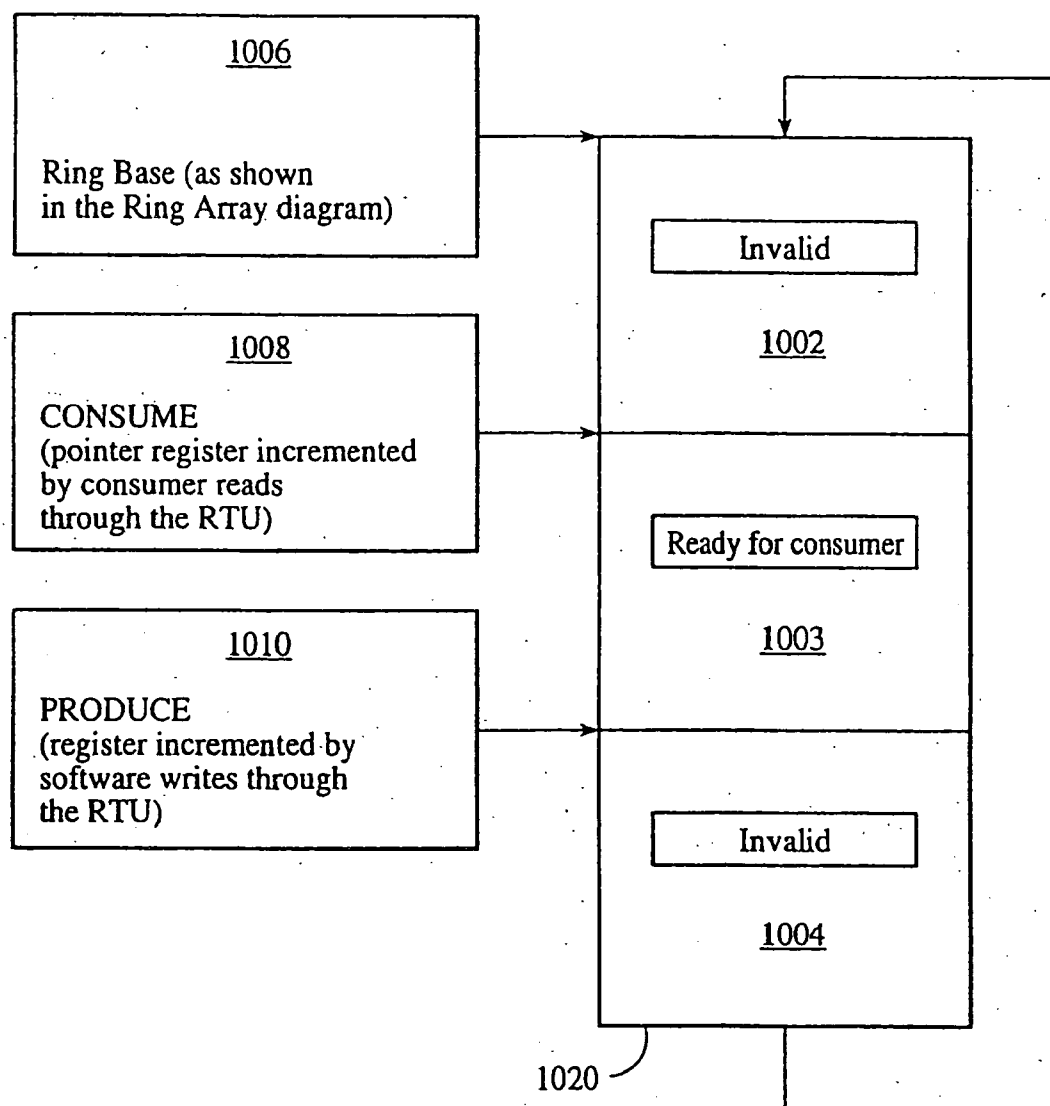 1006
Ring Base (as shown
in the Ring Array diagram)
1008
CONSUME
(pointer register incremented
by consumer reads
through the RTU)
1010
PRODUCE
(register incremented by
software writes through
the RTU)
Invalid
1002
Ready for consumer
1003
Invalid
1004
1020